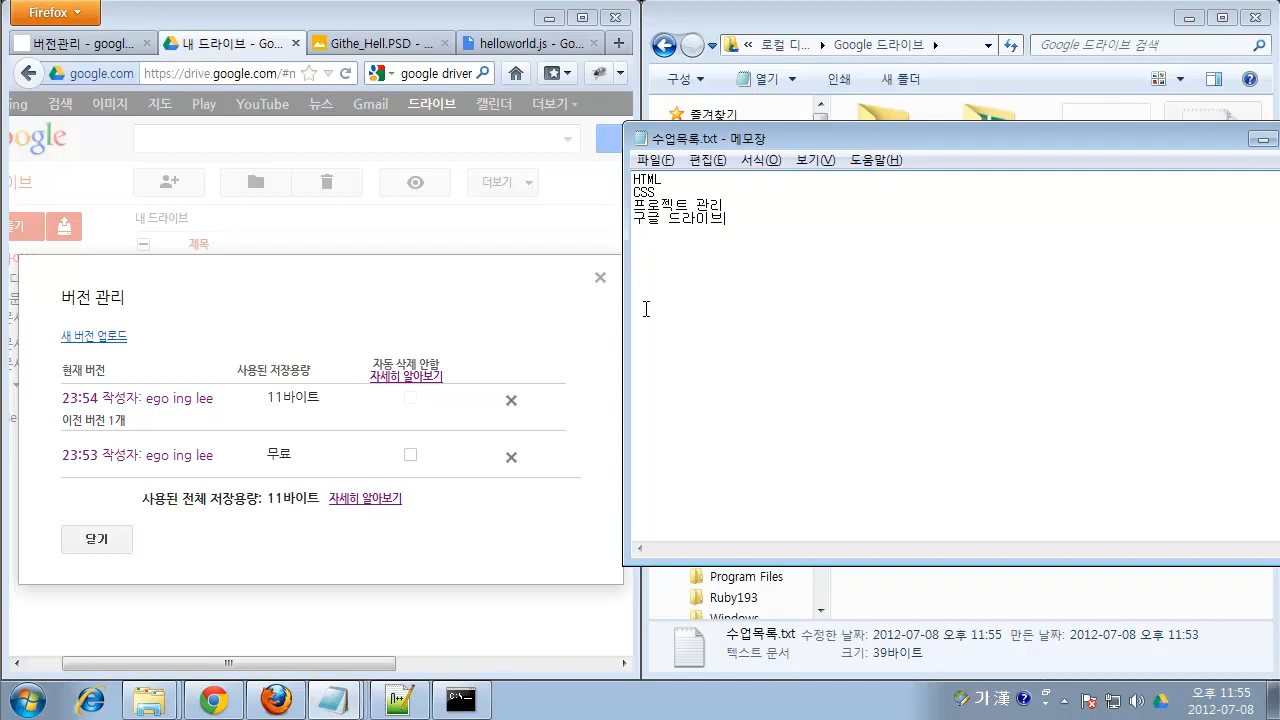 Firefox
버전관리 - googl...
내 드라이브 - Go...
Githe_Hell.PSD - ...
helloworld.js - Go...
google.com
https://drive.google.com/#n
google driver
검색 이미지 지도 Play YouTube 뉴스 Gmail 드라이브 캘린더 더보기
더보기
내 드라이브
제목
버전 관리
새 버전 업로드
현재 버전 사용된 저장용량 자동 삭제 안함
자세히 알아보기
23:54 작성자: ego ing lee 11바이트
이전 버전 1개
23:53 작성자: ego ing lee 무료
사용된 전체 저장용량: 11바이트 자세히 알아보기
닫기
« 로컬 디... Google 드라이브
Google 드라이브 검색
구성 열기 인쇄 새 폴더
즐겨찾기
수업목록.txt - 메모장
파일(F) 편집(E) 서식(O) 보기(V) 도움말(H)
HTML
CSS
프로젝트 관리
구글 드라이브
Program Files
Ruby193
Windows
수업목록.txt 수정한 날짜: 2012-07-08 오후 11:55 만든 날짜: 2012-07-08 오후 11:53
텍스트 문서 크기: 39바이트
가 漢
오후 11:55
2012-07-08